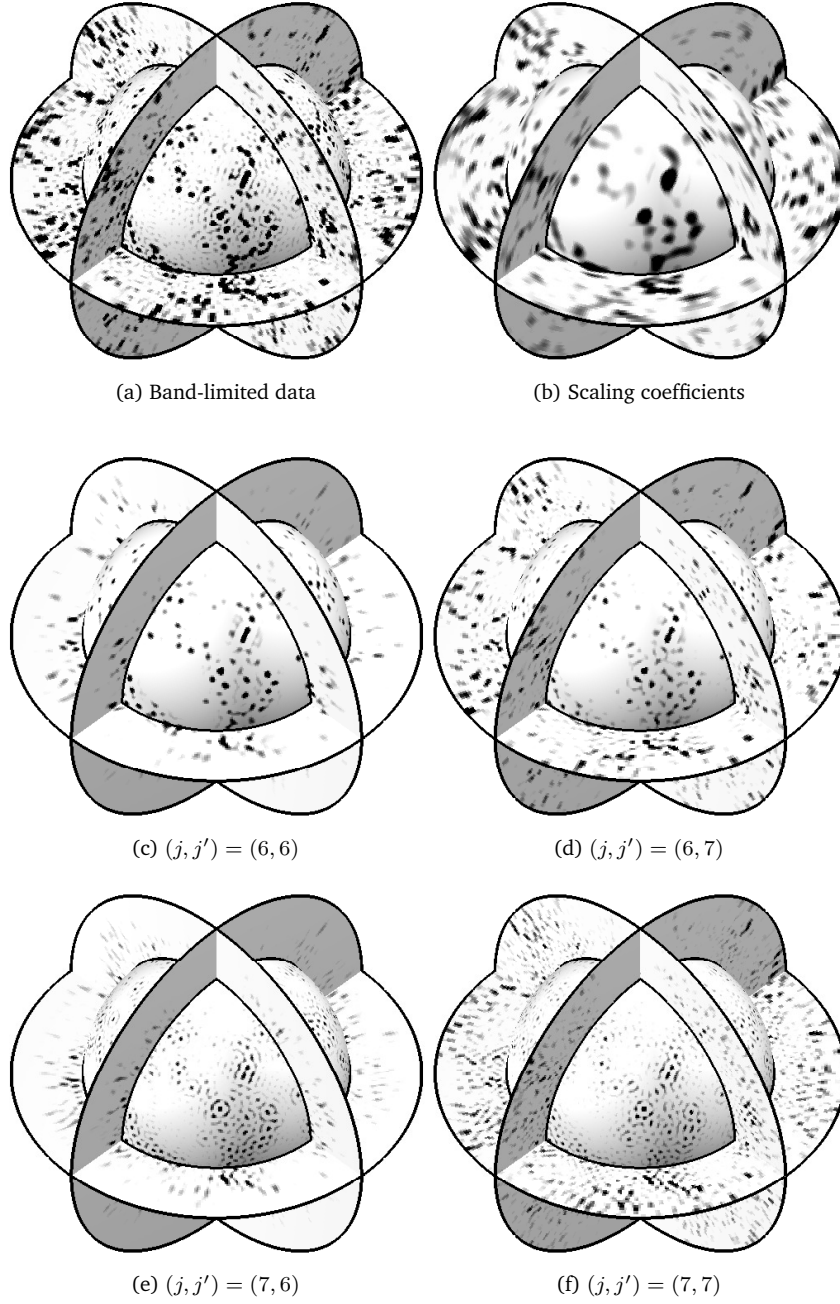 (a) Band-limited data
(b) Scaling coefficients
(c) (j, j′) = (6, 6)
(d) (j, j′) = (6, 7)
(e) (j, j′) = (7, 6)
(f) (j, j′) = (7, 7)